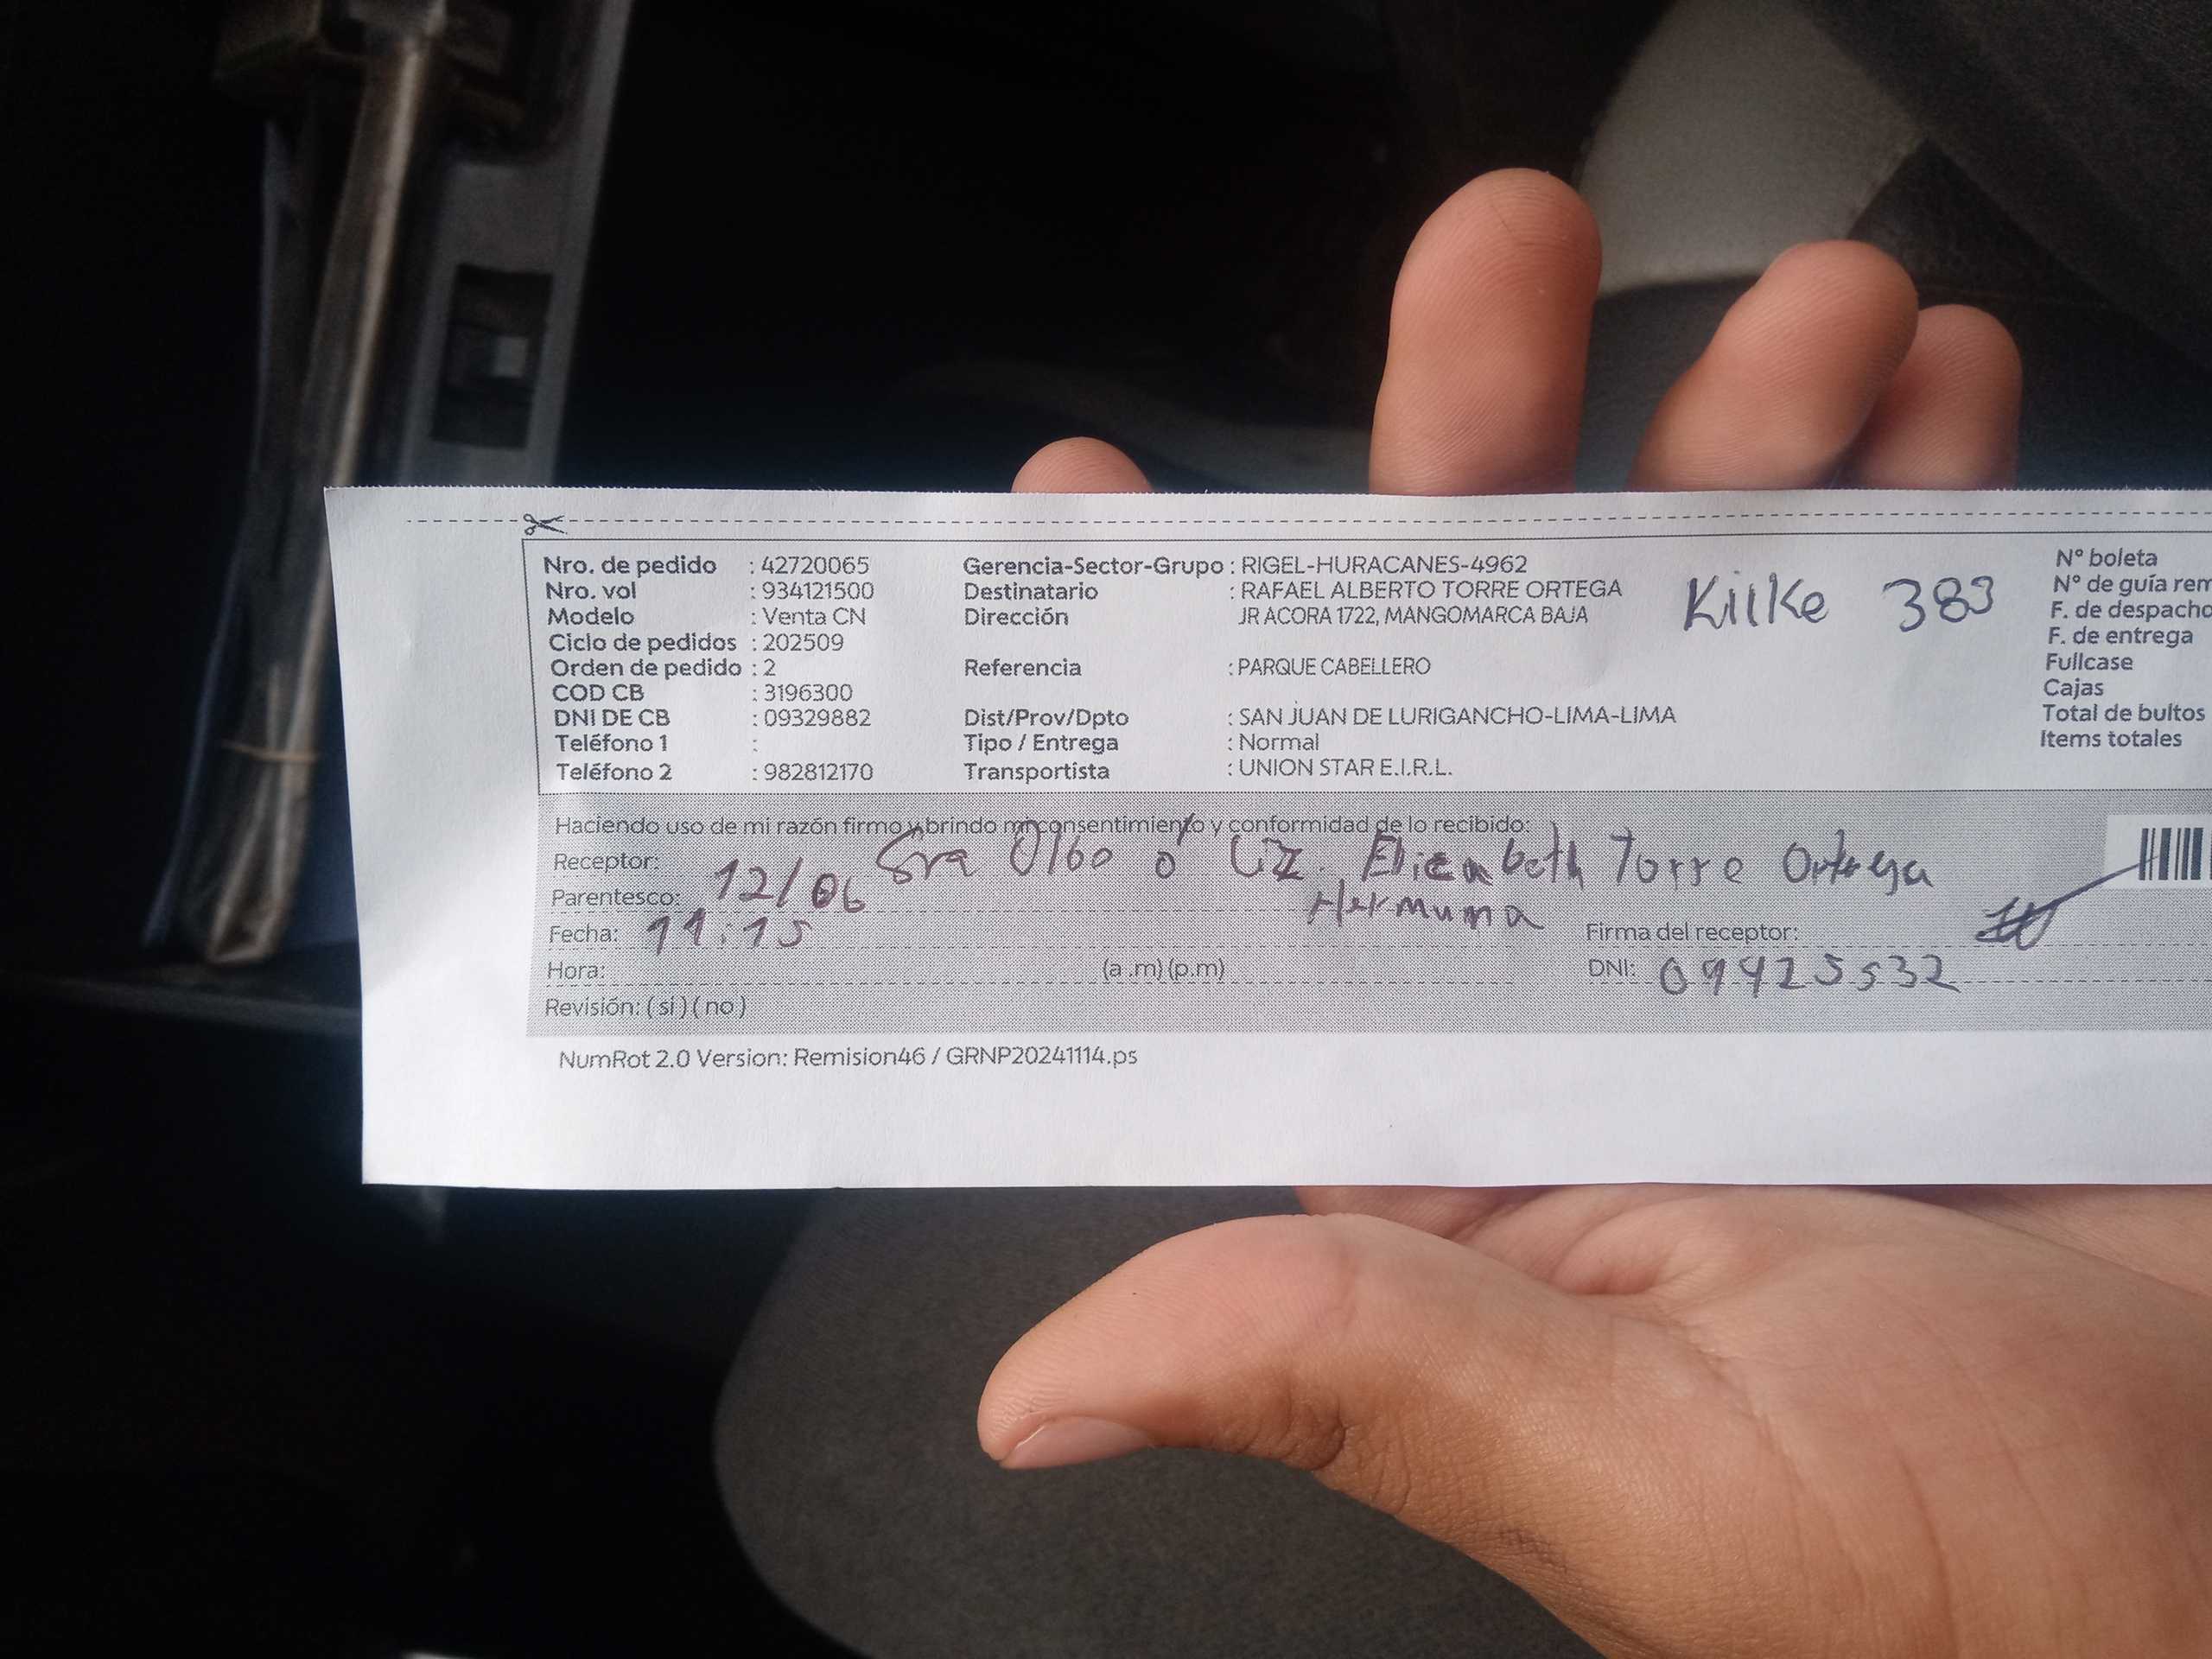 Nro. de pedido : 42720065 Gerencia-Sector-Grupo : RIGEL-HURACANES-4962 N° boleta
Nro. vol : 934121500 Destinatario : RAFAEL ALBERTO TORRE ORTEGA Kilke 383 N° de guía rem
Modelo : Venta CN Dirección JR ACORA 1722, MANGOMARCA BAJA F. de despacho
Ciclo de pedidos : 202509 F. de entrega
Orden de pedido : 2 Referencia : PARQUE CABELLERO Fullcase
COD CB : 3196300 Cajas
DNI DE CB : 09329882 Dist/Prov/Dpto : SAN JUAN DE LURIGANCHO-LIMA-LIMA Total de bultos
Teléfono 1 : Tipo / Entrega : Normal Items totales
Teléfono 2 : 982812170 Transportista : UNION STAR E.I.R.L.
Haciendo uso de mi razón firmo y brindo mi consentimiento y conformidad de lo recibido:
Receptor: Sra Olbo o Liz. Elizabeth Torre Ortega
Parentesco: 12/06 Hermuma
Fecha: 11:15 Firma del receptor:
Hora: (a .m) (p.m) DNI: 09425532
Revisión: ( si ) ( no )
NumRot 2.0 Version: Remision46 / GRNP20241114.ps